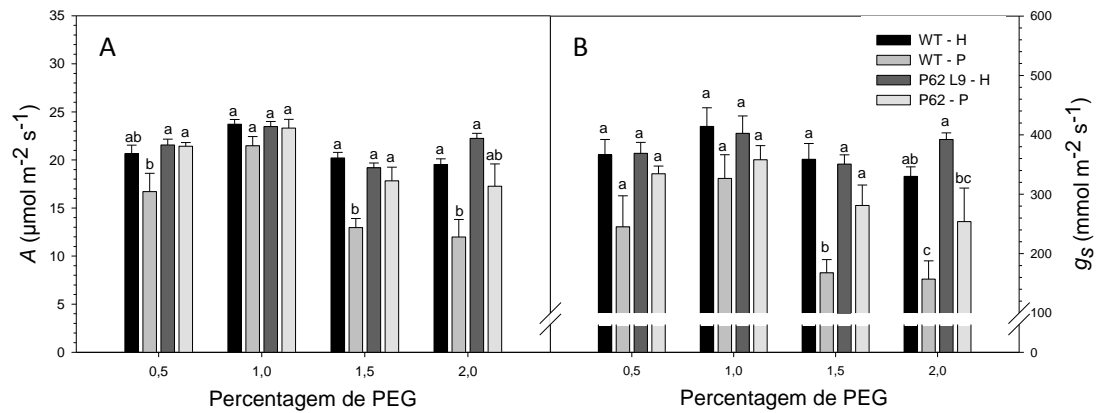 A
B
WT - H
WT - P
P62 L9 - H
P62 - P
A (µmol m-2 s-1)
35
30
25
20
15
10
5
0
ab
b
a
a
a
a
a
a
a
b
a
a
a
b
a
ab
a
a
a
a
a
a
a
a
a
b
a
a
ab
c
a
bc
600
500
400
300
200
100
0
gs (mmol m-2 s-1)
0,5 1,0 1,5 2,0
0,5 1,0 1,5 2,0
Percentagem de PEG
Percentagem de PEG